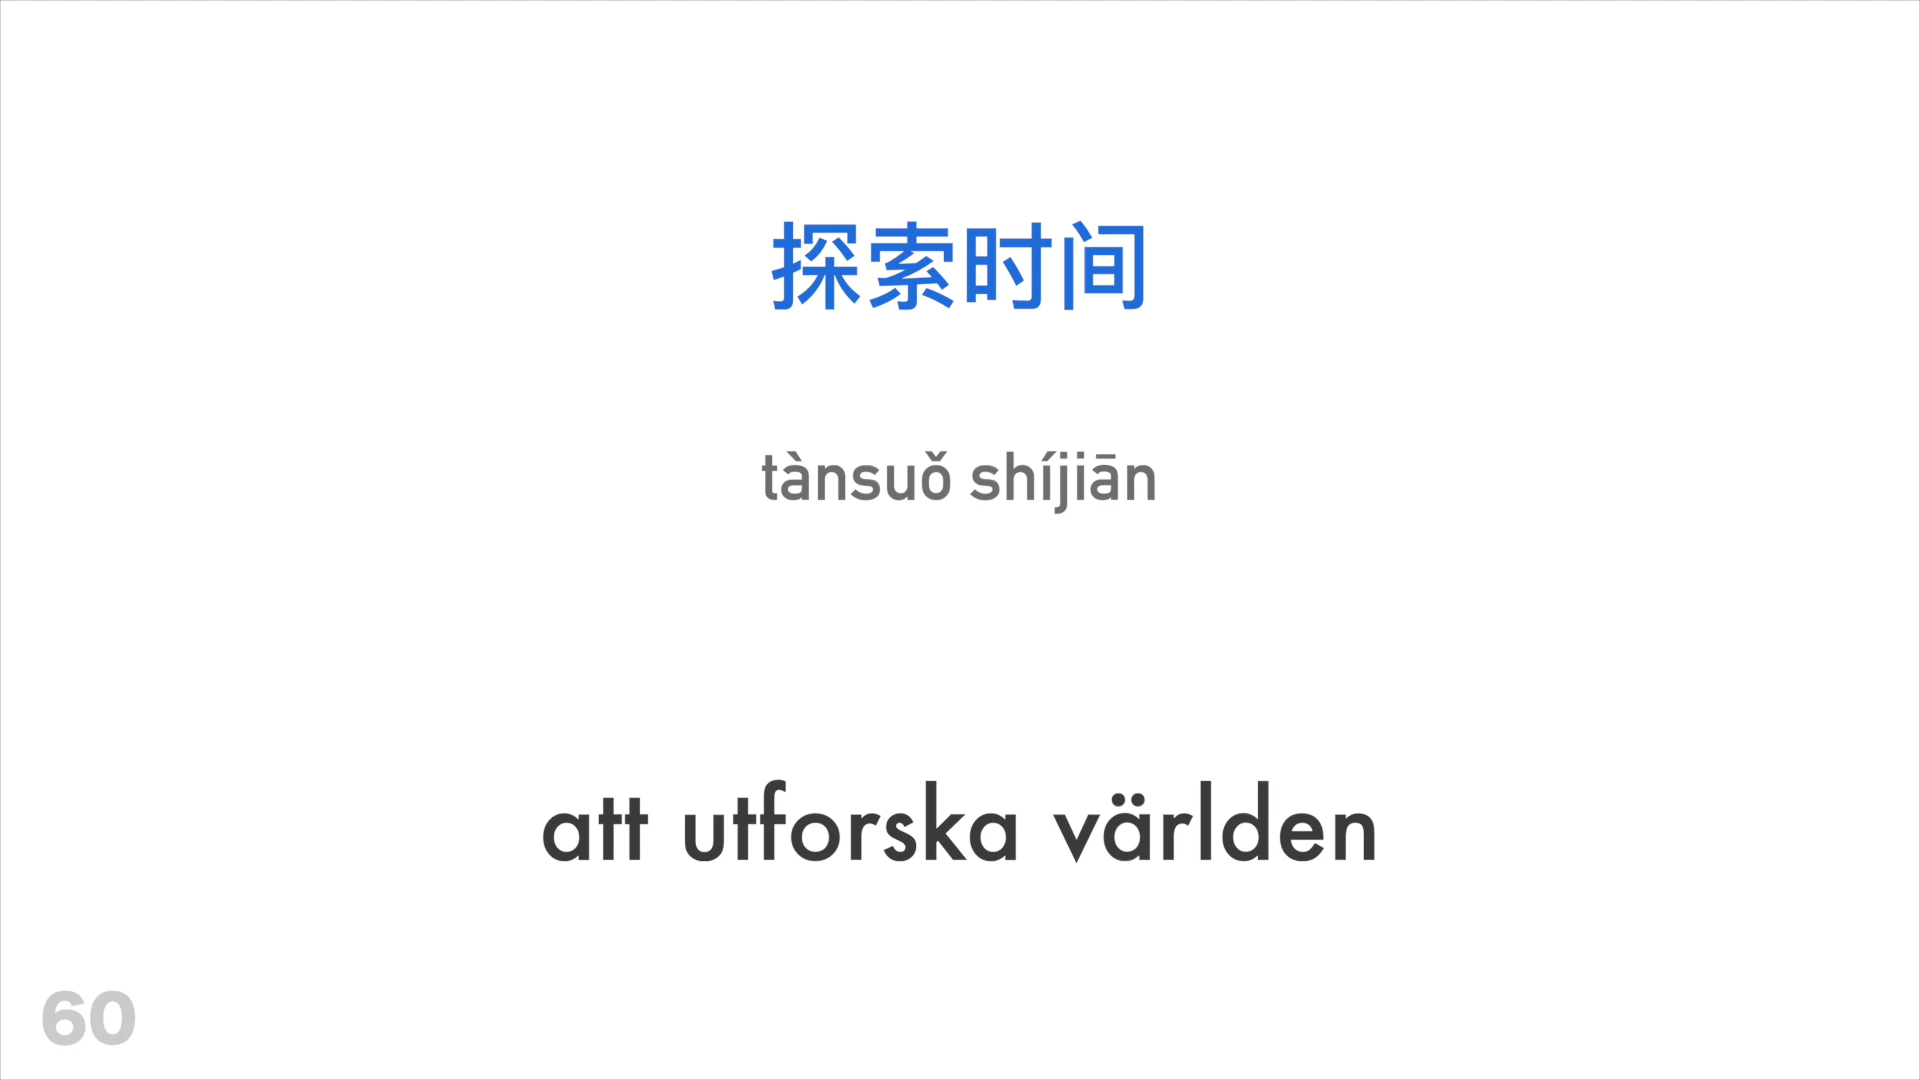 探索时间
tànsuǒ shíjiān
att utforska världen
60